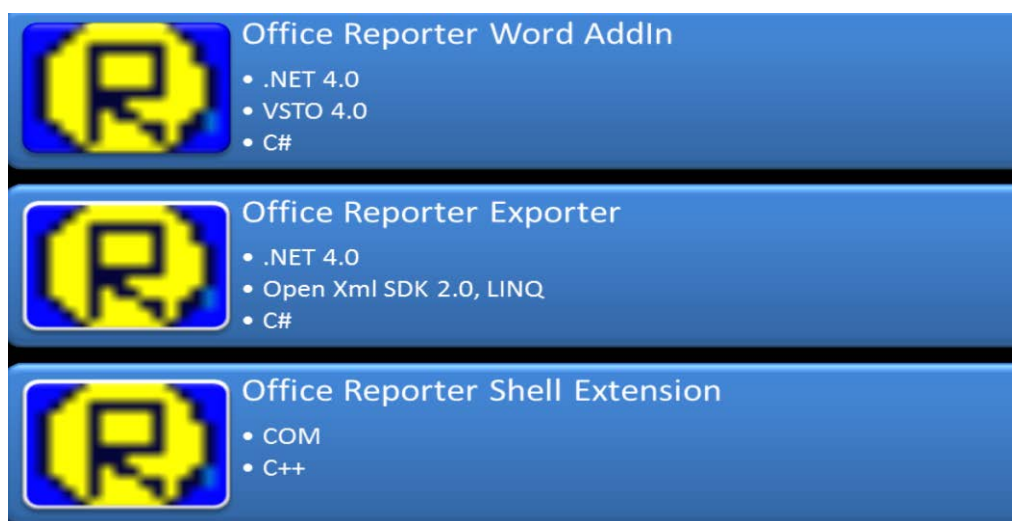 Office Reporter Word AddIn
• .NET 4.0
• VSTO 4.0
• C#
R
Office Reporter Exporter
• .NET 4.0
• Open Xml SDK 2.0, LINQ
• C#
R
Office Reporter Shell Extension
• COM
• C++
R